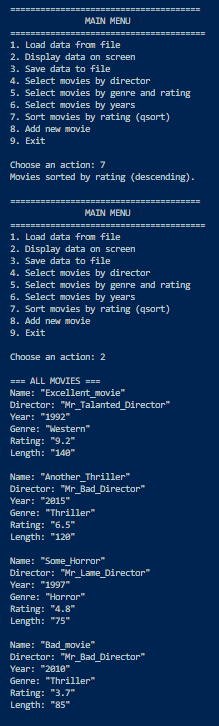 =====================================
MAIN MENU
======================================
1. Load data from file
2. Display data on screen
3. Save data to file
4. Select movies by director
5. Select movies by genre and rating
6. Select movies by years
7. Sort movies by rating (qsort)
8. Add new movie
9. Exit
Choose an action: 7
Movies sorted by rating (descending).
=====================================
MAIN MENU
======================================
1. Load data from file
2. Display data on screen
3. Save data to file
4. Select movies by director
5. Select movies by genre and rating
6. Select movies by years
7. Sort movies by rating (qsort)
8. Add new movie
9. Exit
Choose an action: 2
=== ALL MOVIES ===
Name: "Excellent_movie"
Director: "Mr_Talanted_Director"
Year: "1992"
Genre: "Western"
Rating: "9.2"
Length: "140"
Name: "Another_Thriller"
Director: "Mr_Bad_Director"
Year: "2015"
Genre: "Thriller"
Rating: "6.5"
Length: "120"
Name: "Some_Horror"
Director: "Mr_Lame_Director"
Year: "1997"
Genre: "Horror"
Rating: "4.8"
Length: "75"
Name: "Bad_movie"
Director: "Mr_Bad_Director"
Year: "2010"
Genre: "Thriller"
Rating: "3.7"
Length: "85"